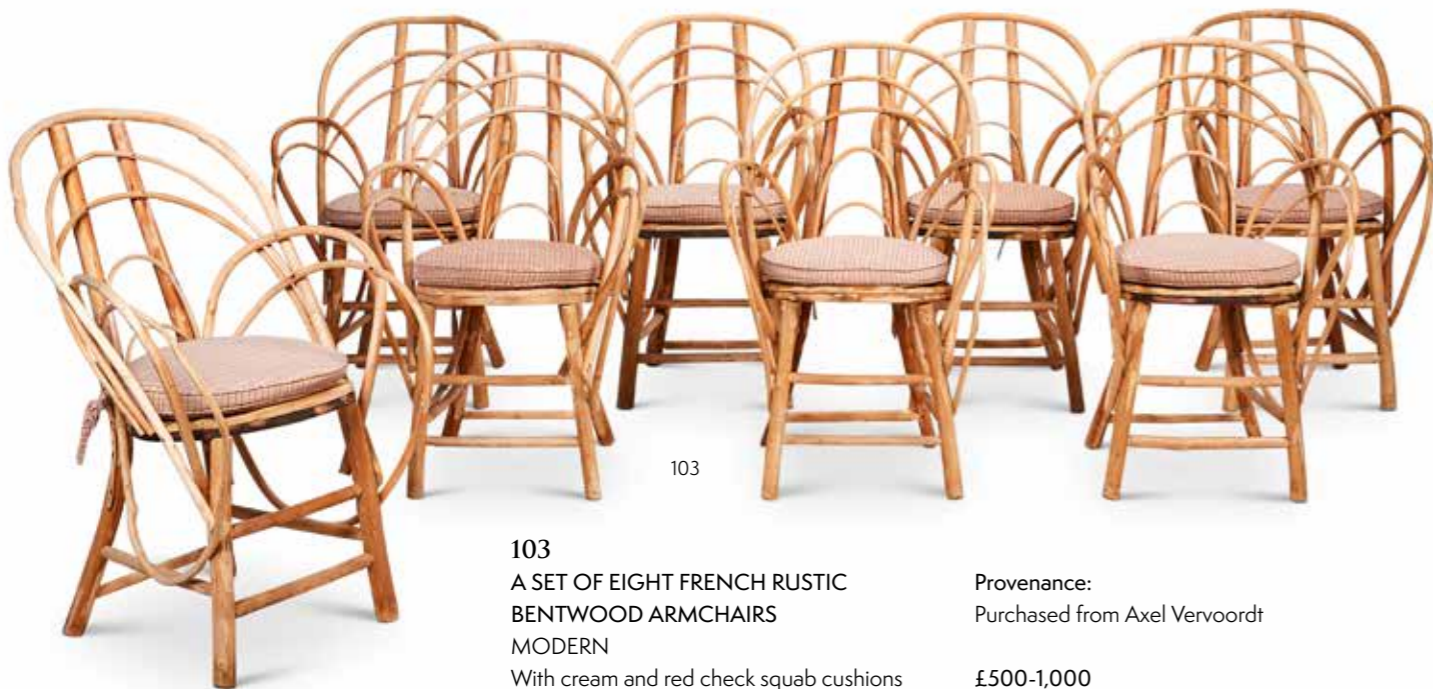 103
103
A SET OF EIGHT FRENCH RUSTIC
BENTWOOD ARMCHAIRS
MODERN
With cream and red check squab cushions
Provenance:
Purchased from Axel Vervoordt
£500-1,000